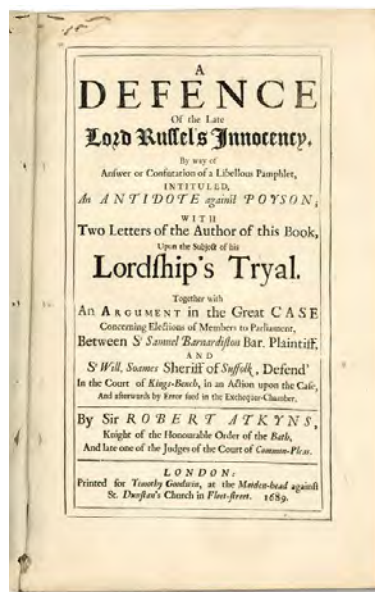 A
DEFENCE
Of the Late
Lord Russel's Innocency,
By way of
Answer or Confutation of a Libellous Pamphlet,
INTITULED,
An ANTIDOTE against POYSON;
WITH
Two Letters of the Author of this Book,
Upon the Subject of his
Lordſhip's Tryal.
Together with
An ARGUMENT in the Great CASE
Concerning Elections of Members to Parliament,
Between Sr Samuel Barnardiſton Bar. Plaintiff,
AND
Sr Will. Soames Sheriff of Suffolk, Defend'
In the Court of Kings-Bench, in an Action upon the Caſe,
And afterwards by Error ſued in the Exchequer-Chamber.
By Sir ROBERT ATKYNS,
Knight of the Honourable Order of the Bath,
And late one of the Judges of the Court of Common-Pleas.
LONDON:
Printed for Timothy Goodwin, at the Maiden-head againſt
St. Dunſtan's Church in Fleet-ſtreet. 1689.